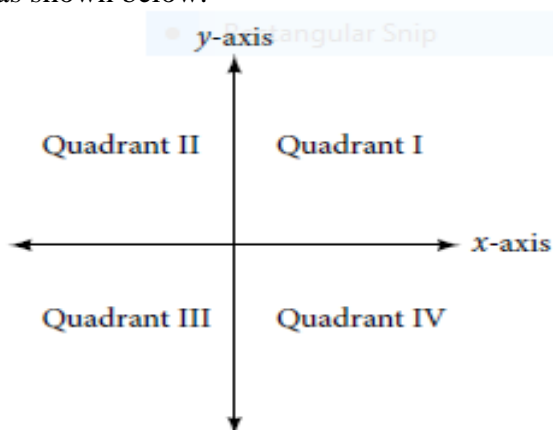 as shown below.
Rectangular Snip
y-axis
Quadrant II
Quadrant I
x-axis
Quadrant III
Quadrant IV